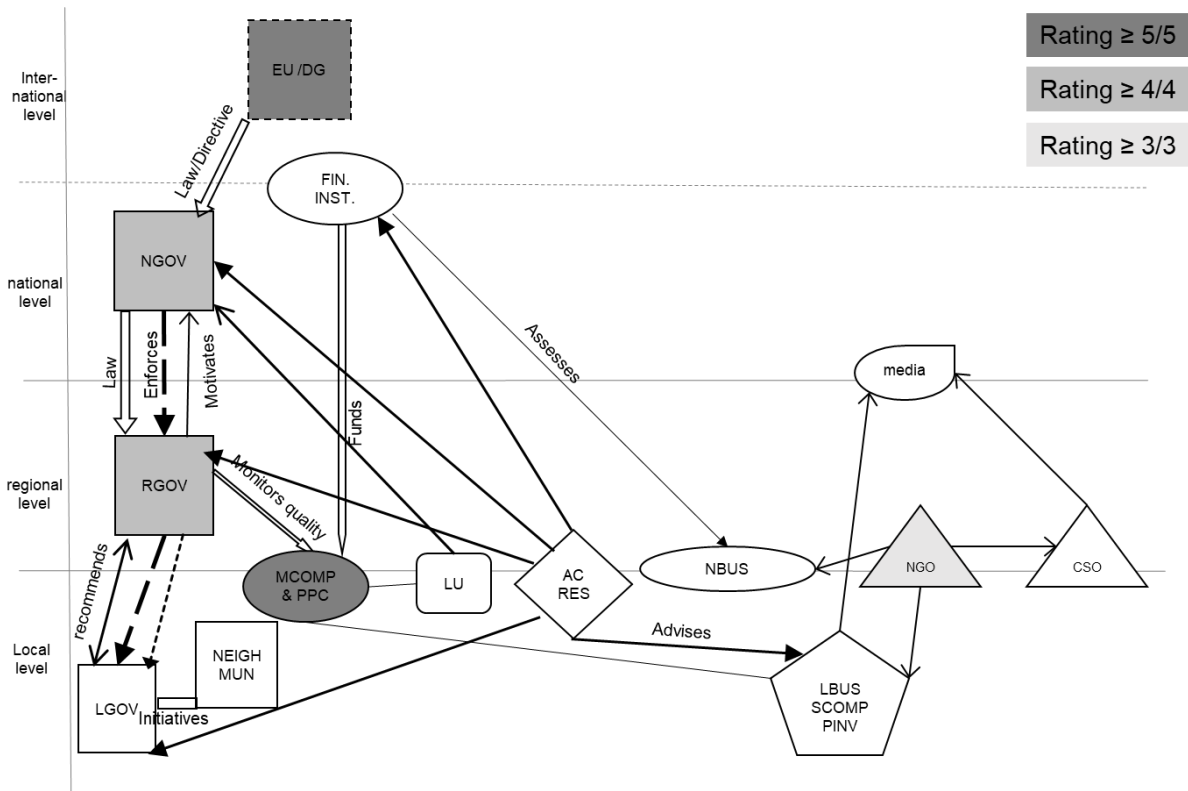 Rating ≥ 5/5
Rating ≥ 4/4
Rating ≥ 3/3
Inter-
national
level
EU /DG
Law/Directive
FIN.
INST.
NGOV
national
level
Law
Enforces
Motivates
Assesses
media
Funds
regional
level
RGOV
Monitors quality
MCOMP
& PPC
LU
AC
RES
NBUS
NGO
CSO
recommends
Local
level
NEIGH
MUN
Advises
LGOV
Initiatives
LBUS
SCOMP
PINV